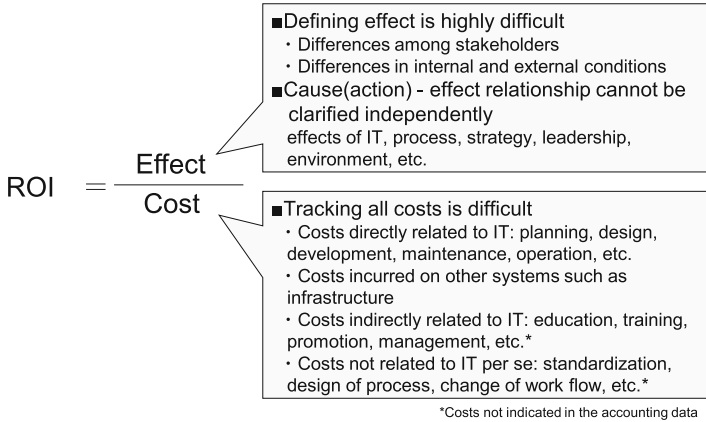 ■Defining effect is highly difficult
・Differences among stakeholders
・Differences in internal and external conditions
■Cause(action) - effect relationship cannot be
clarified independently
effects of IT, process, strategy, leadership,
environment, etc.
ROI = Effect
Cost
■Tracking all costs is difficult
・Costs directly related to IT: planning, design,
development, maintenance, operation, etc.
・Costs incurred on other systems such as
infrastructure
・Costs indirectly related to IT: education, training,
promotion, management, etc.*
・Costs not related to IT per se: standardization,
design of process, change of work flow, etc.*
*Costs not indicated in the accounting data